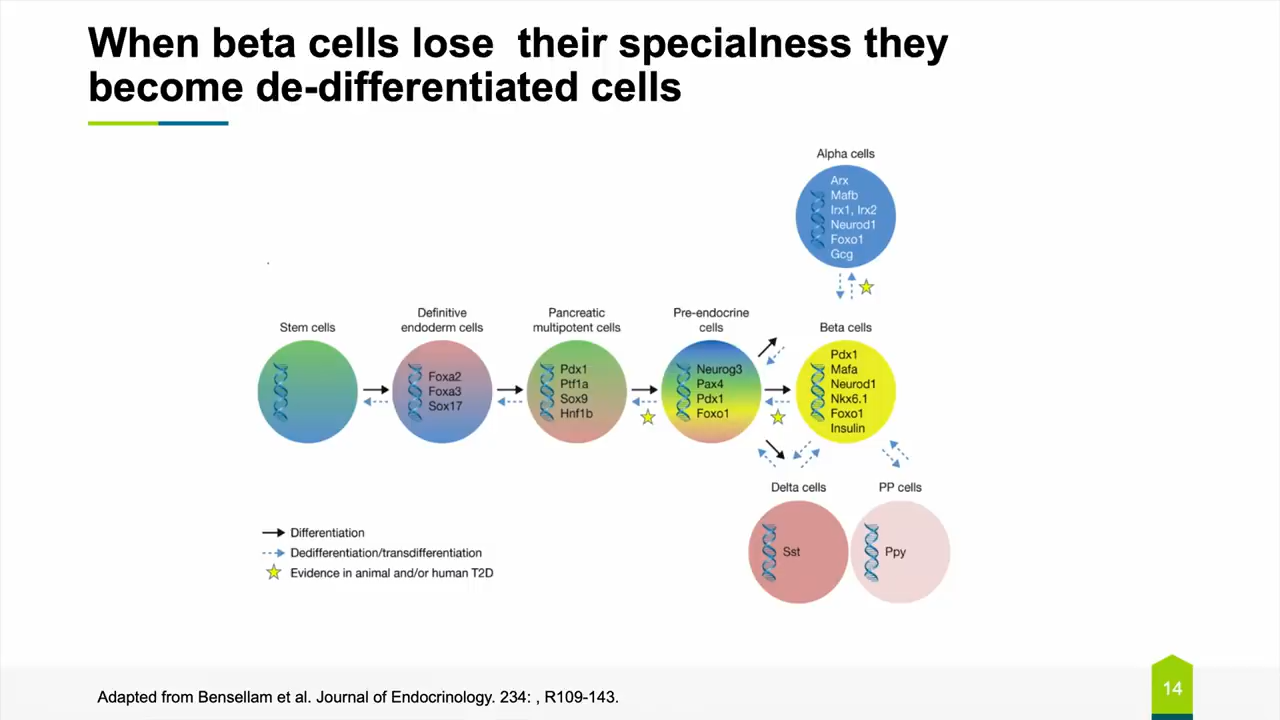 When beta cells lose  their specialness they
become de-differentiated cells
Alpha cells
Arx
Mafb
Irx1, Irx2
Neurod1
Foxo1
Gcg
Stem cells
Definitive
endoderm cells
Foxa2
Foxa3
Sox17
Pancreatic
multipotent cells
Pdx1
Ptf1a
Sox9
Hnf1b
Pre-endocrine
cells
Neurog3
Pax4
Pdx1
Foxo1
Beta cells
Pdx1
Mafa
Neurod1
Nkx6.1
Foxo1
Insulin
Delta cells
Sst
PP cells
Ppy
Differentiation
Dedifferentiation/transdifferentiation
Evidence in animal and/or human T2D
Adapted from Bensellam et al. Journal of Endocrinology. 234: , R109-143.
14